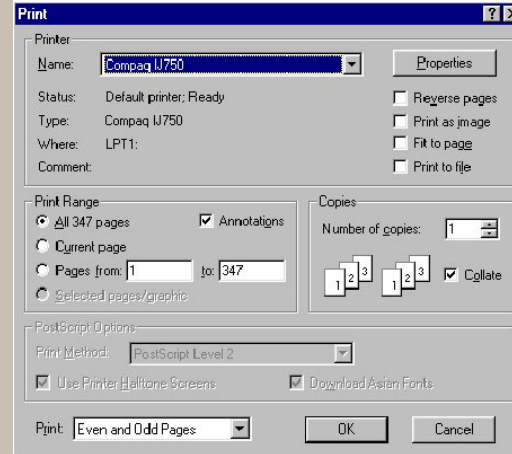 Print
Printer
Name: Compaq IJ750
Properties
Status: Default printer; Ready
Reverse pages
Type: Compaq IJ750
Print as image
Where: LPT1:
Fit to page
Comment:
Print to file
Print Range
All 347 pages
Annotations
Current page
Pages from: 1 to: 347
Selected pages/graphic
Copies
Number of copies: 1
1 2 3 1 2 3
Collate
PostScript Options
Print Method: PostScript Level 2
Use Printer Halftone Screens
Download Asian Fonts
Print: Even and Odd Pages
OK
Cancel